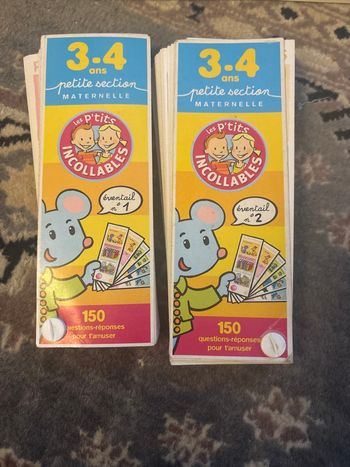 3-4
ans
petite section
MATERNELLE
Les P'tits
INCOLLABLES
éventail
n° 1
150
questions-réponses
pour t'amuser
3-4
ans
petite section
MATERNELLE
Les P'tits
INCOLLABLES
éventail
n° 2
150
questions-réponses
pour t'amuser